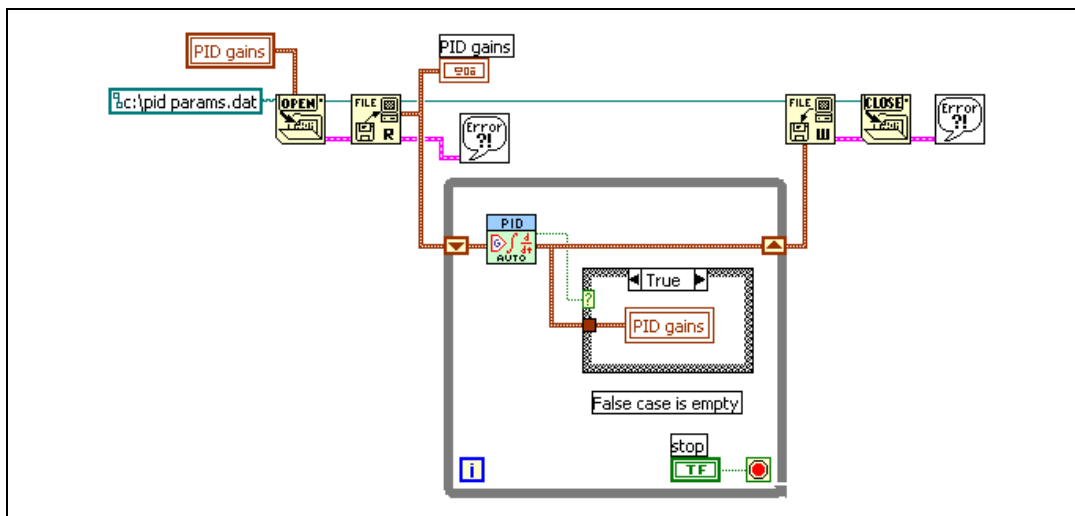 PID gains
PID gains
c:\pid params.dat
OPEN
FILE
R
Error
?!
FILE
W
CLOSE
Error
?!
PID
G ∫ d/dt
AUTO
?
True
PID gains
False case is empty
stop
i
TF